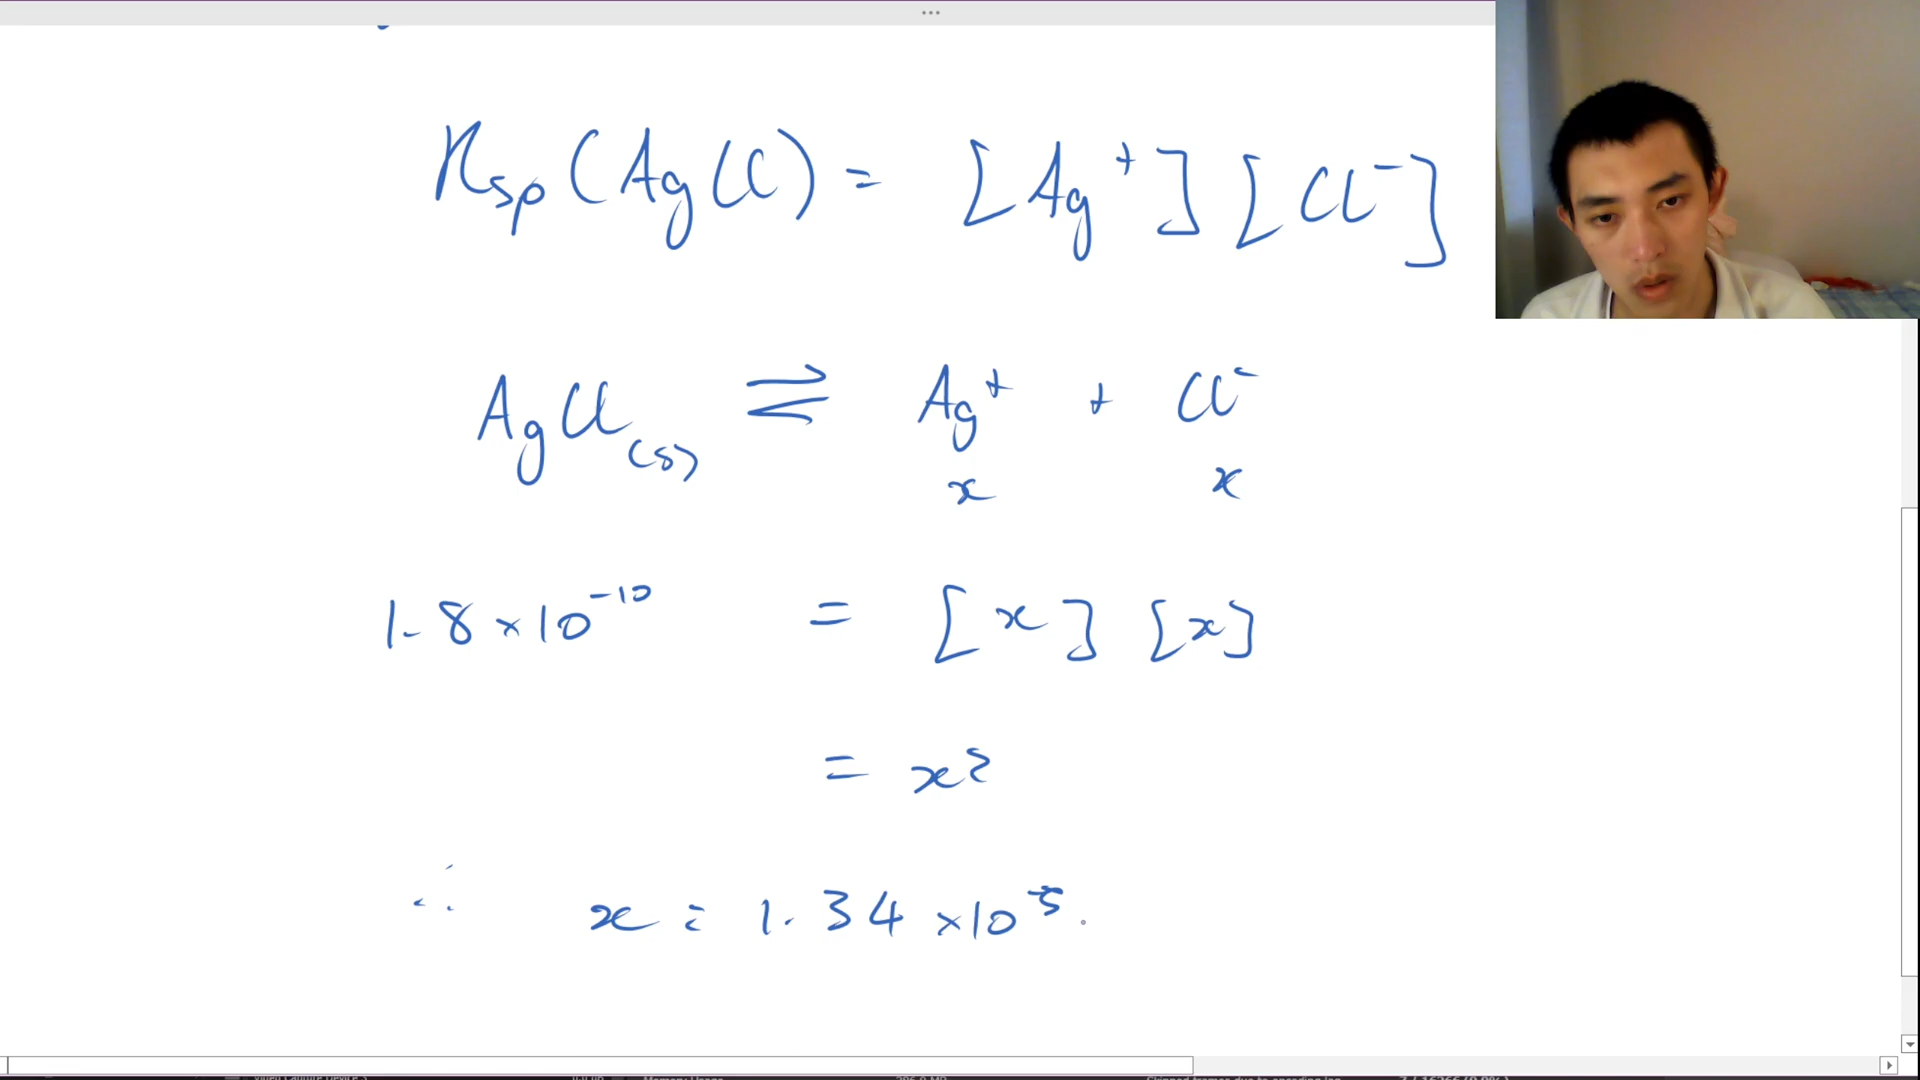 Ksp (AgCl) = [Ag⁺] [Cl⁻]
AgCl(s) ⇌ Ag⁺ + Cl⁻
x x
1.8 × 10⁻¹⁰ = [x] [x]
= x²
∴ x = 1.34 × 10⁻⁵.